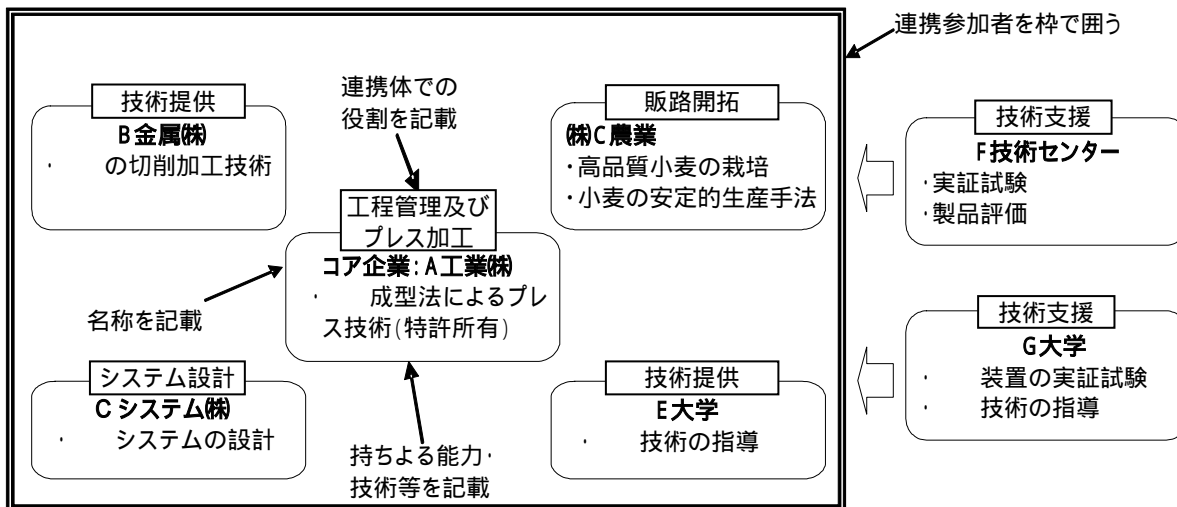 連携参加者を枠で囲う
技術提供
B金属㈱
・　の切削加工技術
連携体での
役割を記載
販路開拓
㈱C農業
・高品質小麦の栽培
・小麦の安定的生産手法
技術支援
F技術センター
・実証試験
・製品評価
工程管理及び
プレス加工
コア企業:A工業㈱
・　成型法によるプレ
ス技術(特許所有)
名称を記載
技術支援
G大学
・　装置の実証試験
・　技術の指導
システム設計
Cシステム㈱
・　システムの設計
技術提供
E大学
・　技術の指導
持ちよる能力・
技術等を記載